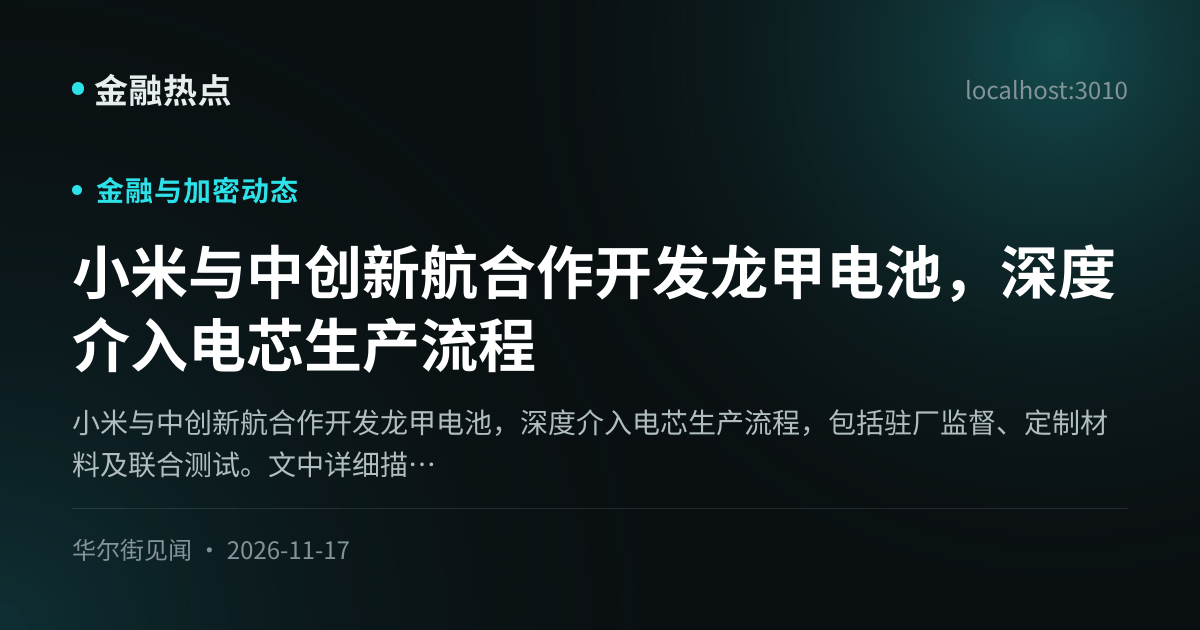 金融热点
localhost:3010
金融与加密动态
小米与中创新航合作开发龙甲电池，深度
介入电芯生产流程
小米与中创新航合作开发龙甲电池，深度介入电芯生产流程，包括驻厂监督、定制材
料及联合测试。文中详细描…
华尔街见闻 · 2026-11-17